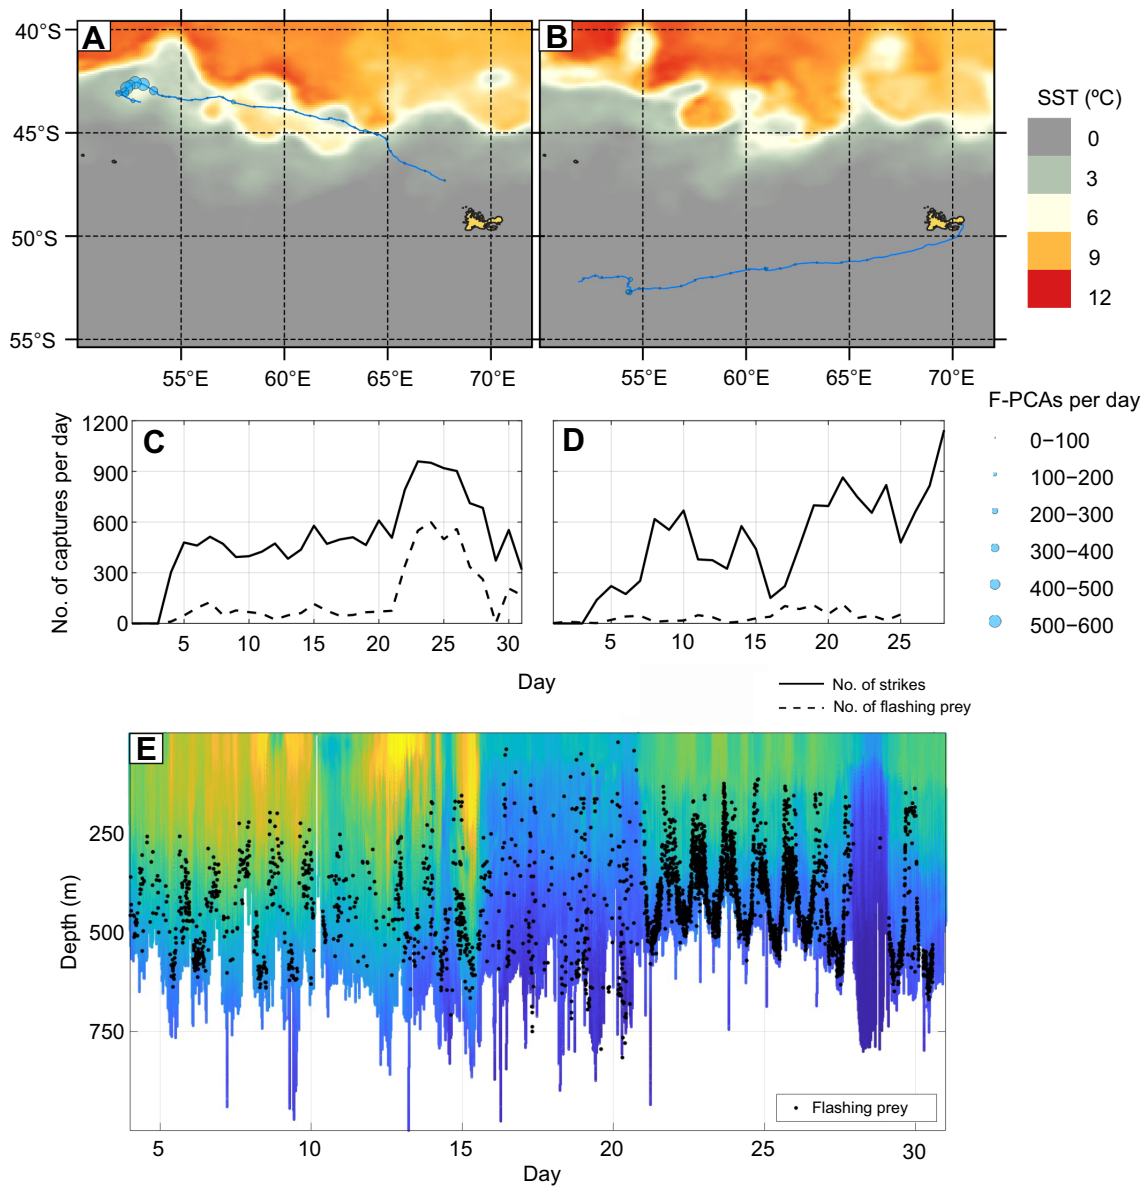 A
B
40°S
45°S
50°S
55°S
55°E
60°E
65°E
70°E
55°E
60°E
65°E
70°E
SST (ºC)
0
3
6
9
12
F-PCAs per day
0−100
100−200
200−300
300−400
400−500
500−600
C
D
No. of captures per day
1200
900
600
300
0
5
10
15
20
25
30
5
10
15
20
25
Day
No. of strikes
No. of flashing prey
E
Depth (m)
250
500
750
Flashing prey
5
10
15
20
25
30
Day